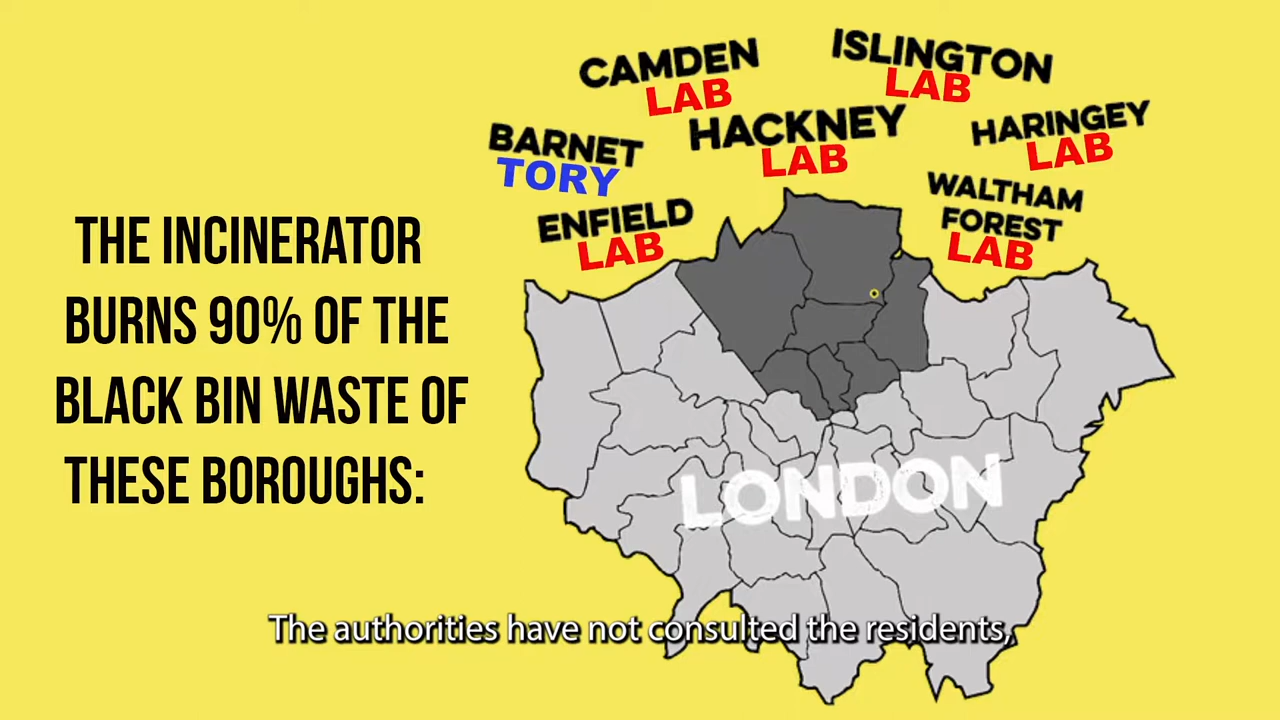 CAMDEN
LAB
ISLINGTON
LAB
BARNET
TORY
HACKNEY
LAB
HARINGEY
LAB
ENFIELD
LAB
WALTHAM
FOREST
LAB
THE INCINERATOR
BURNS 90% OF THE
BLACK BIN WASTE OF
THESE BOROUGHS:
LONDON
The authorities have not consulted the residents,